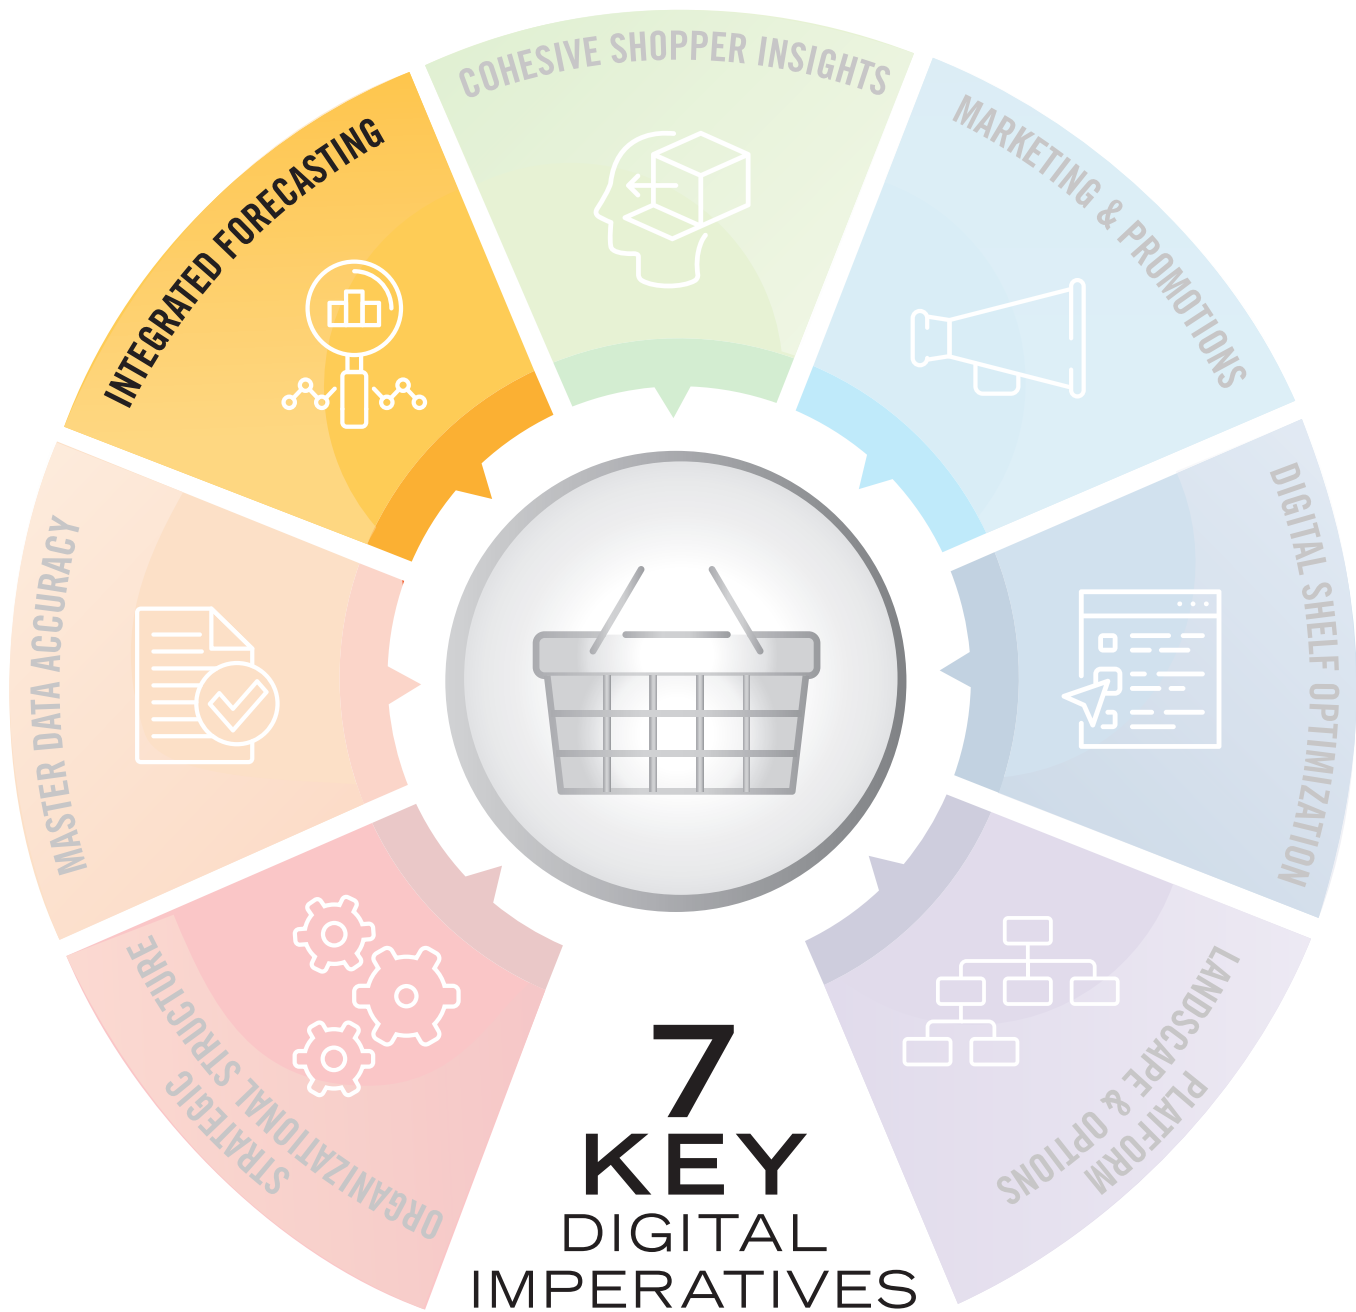 COHESIVE SHOPPER INSIGHTS
MARKETING & PROMOTIONS
DIGITAL SHELF OPTIMIZATION
PLATFORM
LANDSCAPE & OPTIONS
STRATEGIC
ORGANIZATIONAL STRUCTURE
MASTER DATA ACCURACY
INTEGRATED FORECASTING
7
KEY
DIGITAL
IMPERATIVES